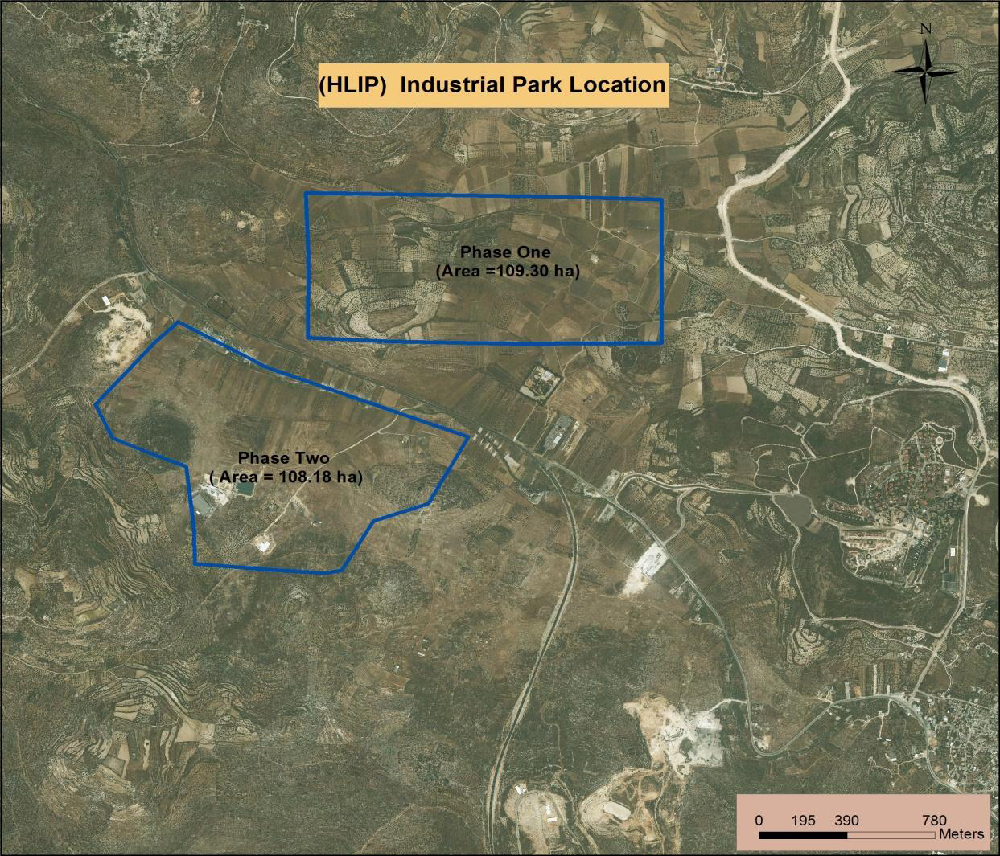 N
(HLIP)  Industrial Park Location
Phase One
(Area =109.30 ha)
Phase Two
( Area = 108.18 ha)
0 195 390 780
Meters